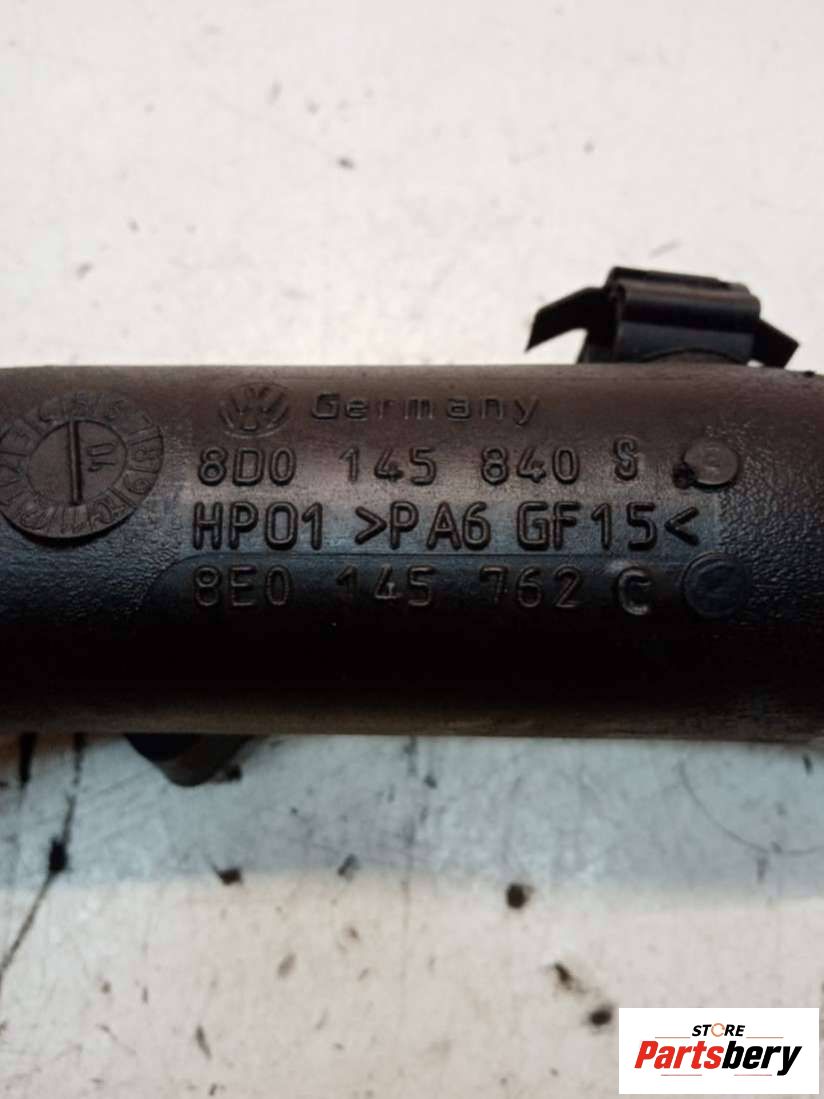 Germany
8D0 145 840 S
HP01 >PA6 GF15<
8E0 145 762 C
STORE
Partsbery